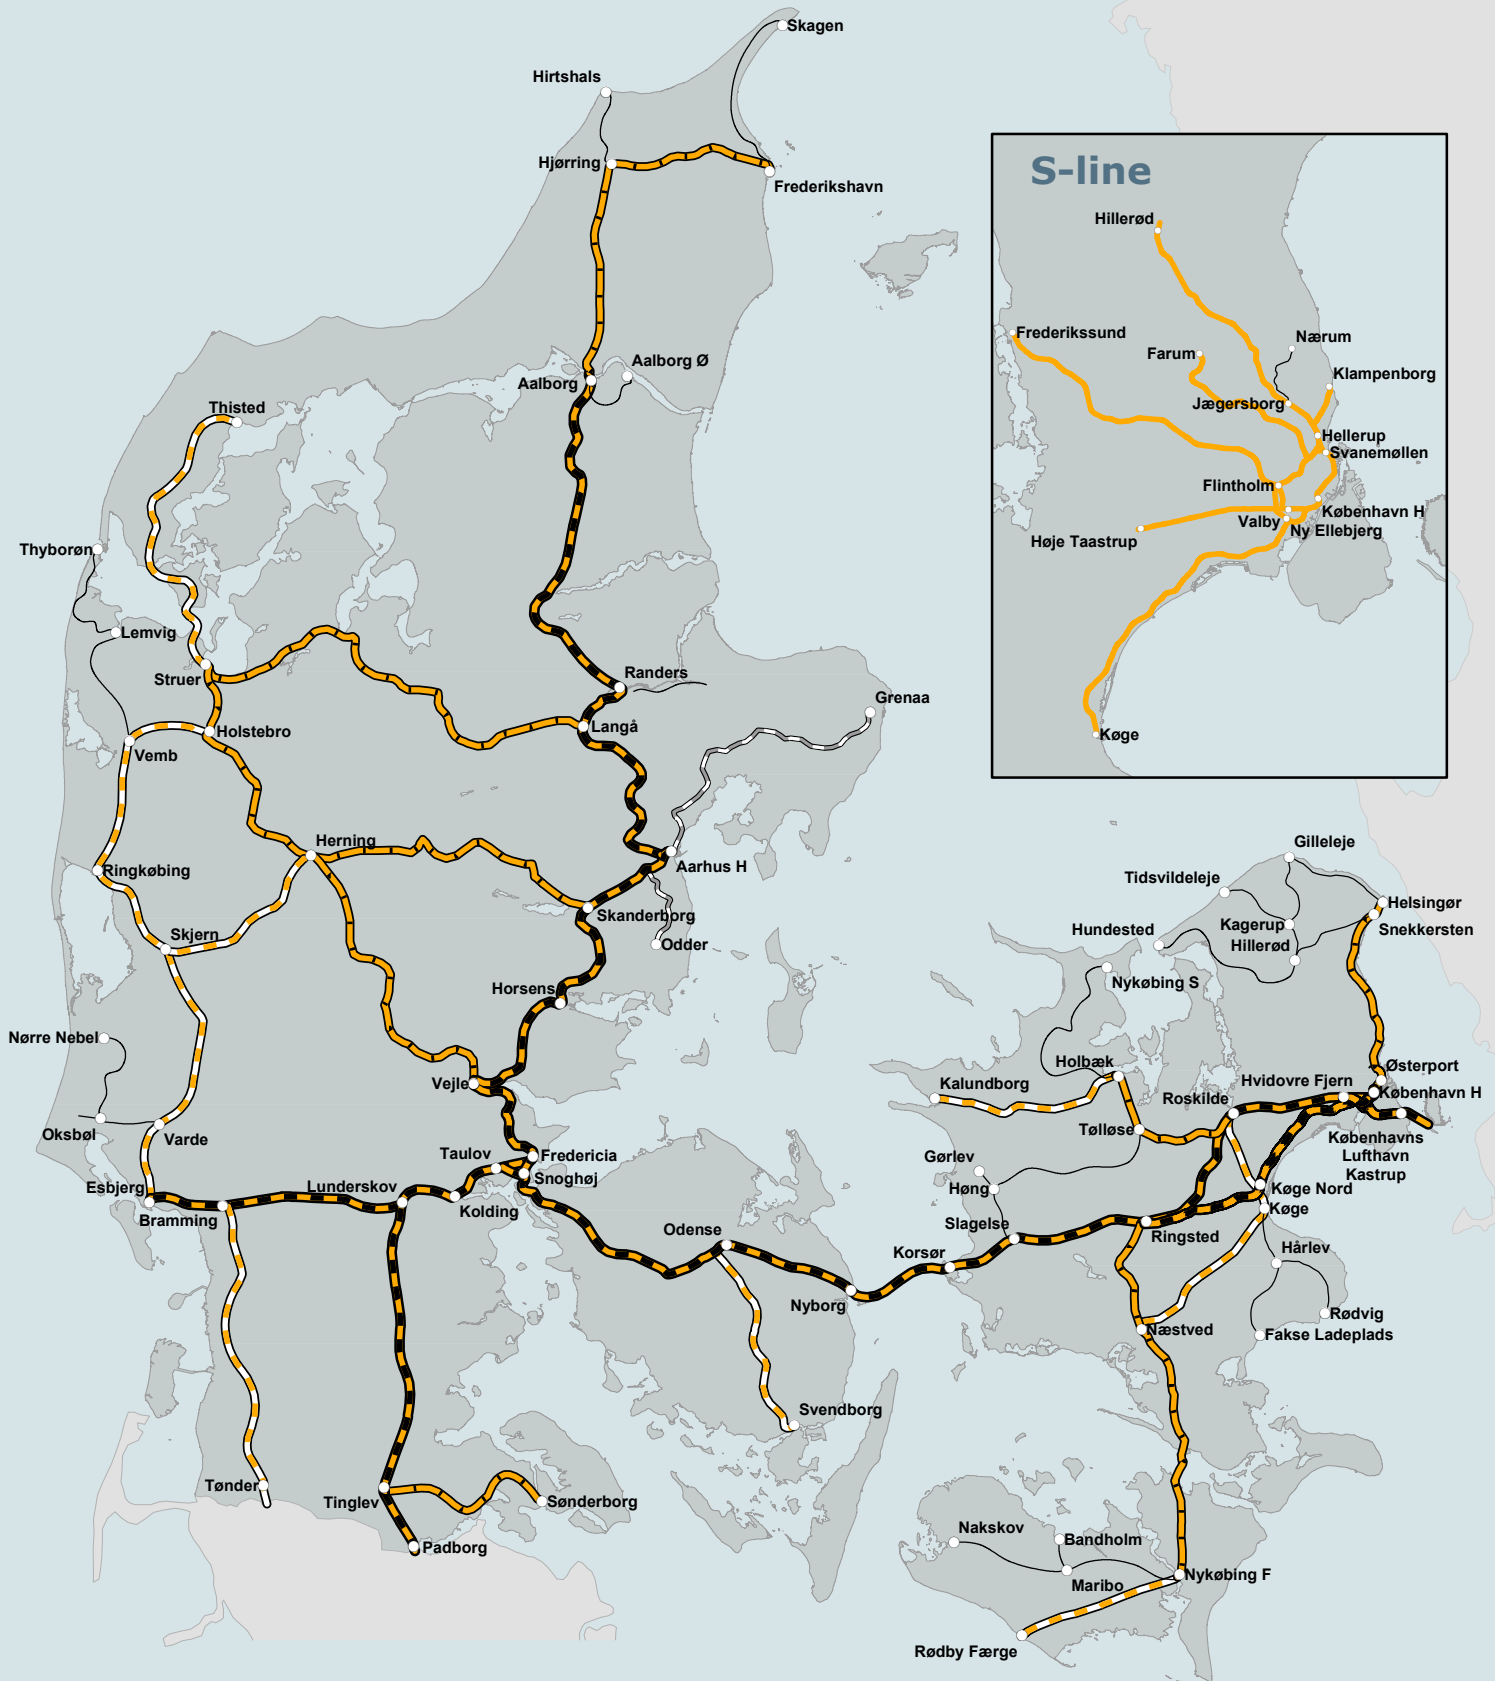 Skagen
Hirtshals
Hjørring
Frederikshavn
S-line
Hillerød
Frederikssund
Farum
Nærum
Klampenborg
Jægersborg
Hellerup
Svanemøllen
Flintholm
København H
Valby
Ny Ellebjerg
Høje Taastrup
Køge
Aalborg Ø
Aalborg
Thisted
Thyborøn
Lemvig
Struer
Randers
Grenaa
Langå
Holstebro
Vemb
Herning
Aarhus H
Ringkøbing
Skanderborg
Skjern
Odder
Horsens
Nørre Nebel
Vejle
Oksbøl
Varde
Taulov
Fredericia
Snoghøj
Esbjerg
Lunderskov
Bramming
Kolding
Odense
Nyborg
Svendborg
Tønder
Tinglev
Sønderborg
Padborg
Gilleleje
Tidsvildeleje
Helsingør
Hundested
Kagerup
Snekkersten
Hillerød
Nykøbing S
Holbæk
Østerport
Kalundborg
Hvidovre Fjern
København H
Roskilde
Tølløse
Københavns
Lufthavn
Kastrup
Gørlev
Høng
Køge Nord
Køge
Slagelse
Ringsted
Korsør
Hårlev
Rødvig
Næstved
Fakse Ladeplads
Nakskov
Bandholm
Maribo
Nykøbing F
Rødby Færge